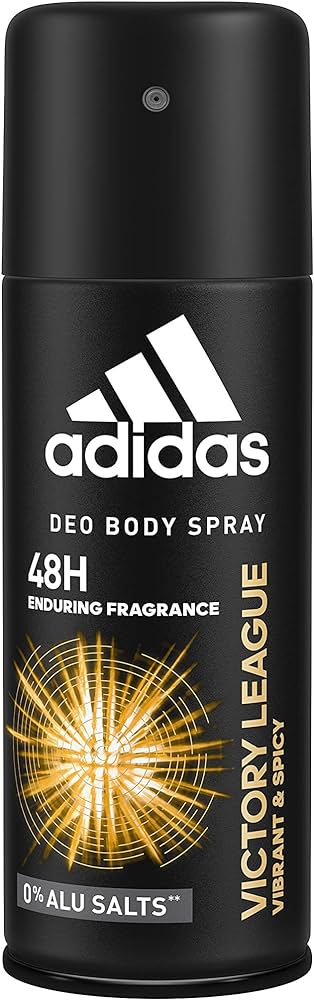 adidas
DEO BODY SPRAY
48H
ENDURING FRAGRANCE
VICTORY LEAGUE
VIBRANT & SPICY
0% ALU SALTS**